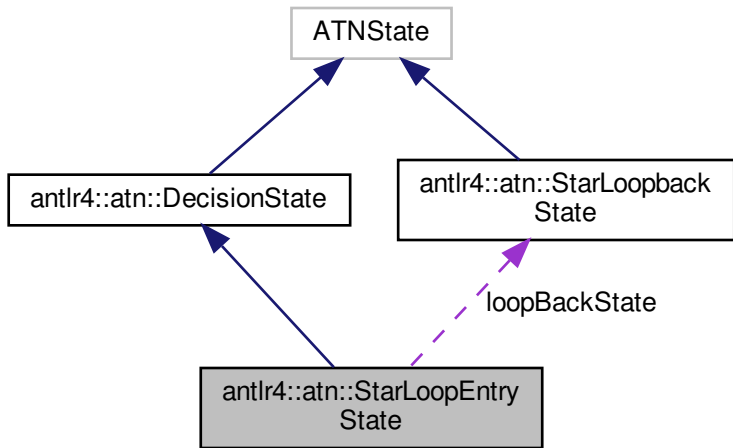 ATNState
antlr4::atn::DecisionState
antlr4::atn::StarLoopback
State
loopBackState
antlr4::atn::StarLoopEntry
State